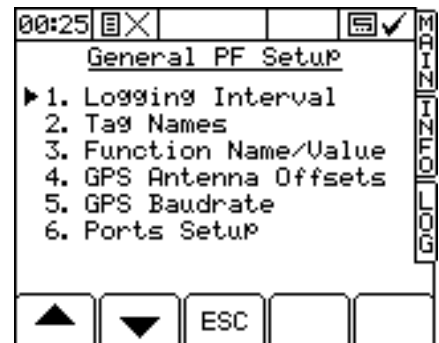 00:25
General PF Setup
1. Logging Interval
2. Tag Names
3. Function Name/Value
4. GPS Antenna Offsets
5. GPS Baudrate
6. Ports Setup
MAIN
INFO
LOG
ESC